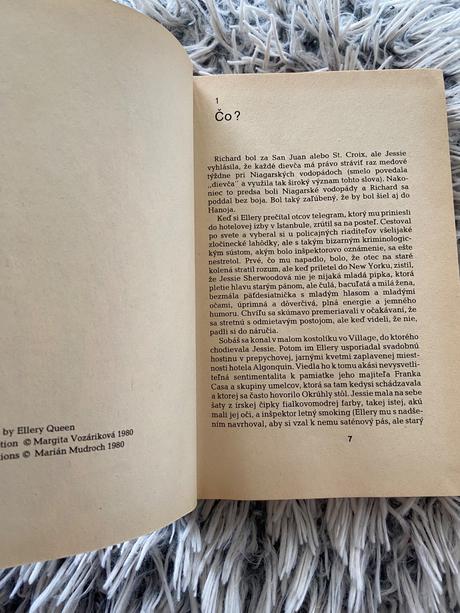 by Ellery Queen
tion © Margita Vozáriková 1980
ions © Marián Mudroch 1980
1
Čo?
Richard bol za San Juan alebo St. Croix, ale Jessie
vyhlásila, že každé dievča má právo stráviť raz medové
týždne pri Niagarských vodopádoch (smelo povedala
„dievča" a využila tak široký význam tohto slova). Nako-
niec to predsa boli Niagarské vodopády a Richard sa
poddal bez boja. Bol taký zaľúbený, že by bol šiel aj do
Hanoja.
Keď si Ellery prečítal otcov telegram, ktorý mu priniesli
do hotelovej izby v Istanbule, zrútil sa na posteľ. Cestoval
po svete a vyberal si u policajných riaditeľov všelijaké
zločinecké lahôdky, ale s takým bizarným kriminologic-
kým sústom, akým bolo inšpektorovo oznámenie, sa ešte
nestretol. Prvé, čo mu napadlo, bolo, že otec na staré
kolená stratil rozum, ale keď priletel do New Yorku, zistil,
že Jessie Sherwoodová nie je nijaká mladá pipka, ktorá
pletie hlavu starým pánom, ale čulá, bacuľatá a milá žena,
bezmála päťdesiatnička s mladým hlasom a mladými
očami, úprimná a dôverčivá, plná energie a jemného
humoru. Chvíľu sa skúmavo premeriavali v očakávaní, že
sa stretnú s odmietavým postojom, ale keď videli, že nie,
padli si do náručia.
Sobáš sa konal v malom kostolíku vo Village, do ktorého
chodievala Jessie. Potom im Ellery usporiadal svadobnú
hostinu v prepychovej, jarnými kvetmi zaplavenej miest-
nosti hotela Algonquin. Viedla ho k tomu akási nevysvetli-
teľná sentimentalita k pamiatke jeho majiteľa Franka
Casa a skupiny umelcov, ktorá sa tam kedysi schádzavala
a ktorej sa často hovorilo Okrúhly stôl. Jessie mala na sebe
šaty z írskej čipky fialkovomodrej farby, takej istej, akú
mali jej oči, a inšpektor letný smoking (Ellery mu s nadše-
ním navrhoval, aby si vzal k nemu saténový pás, ale starý
7